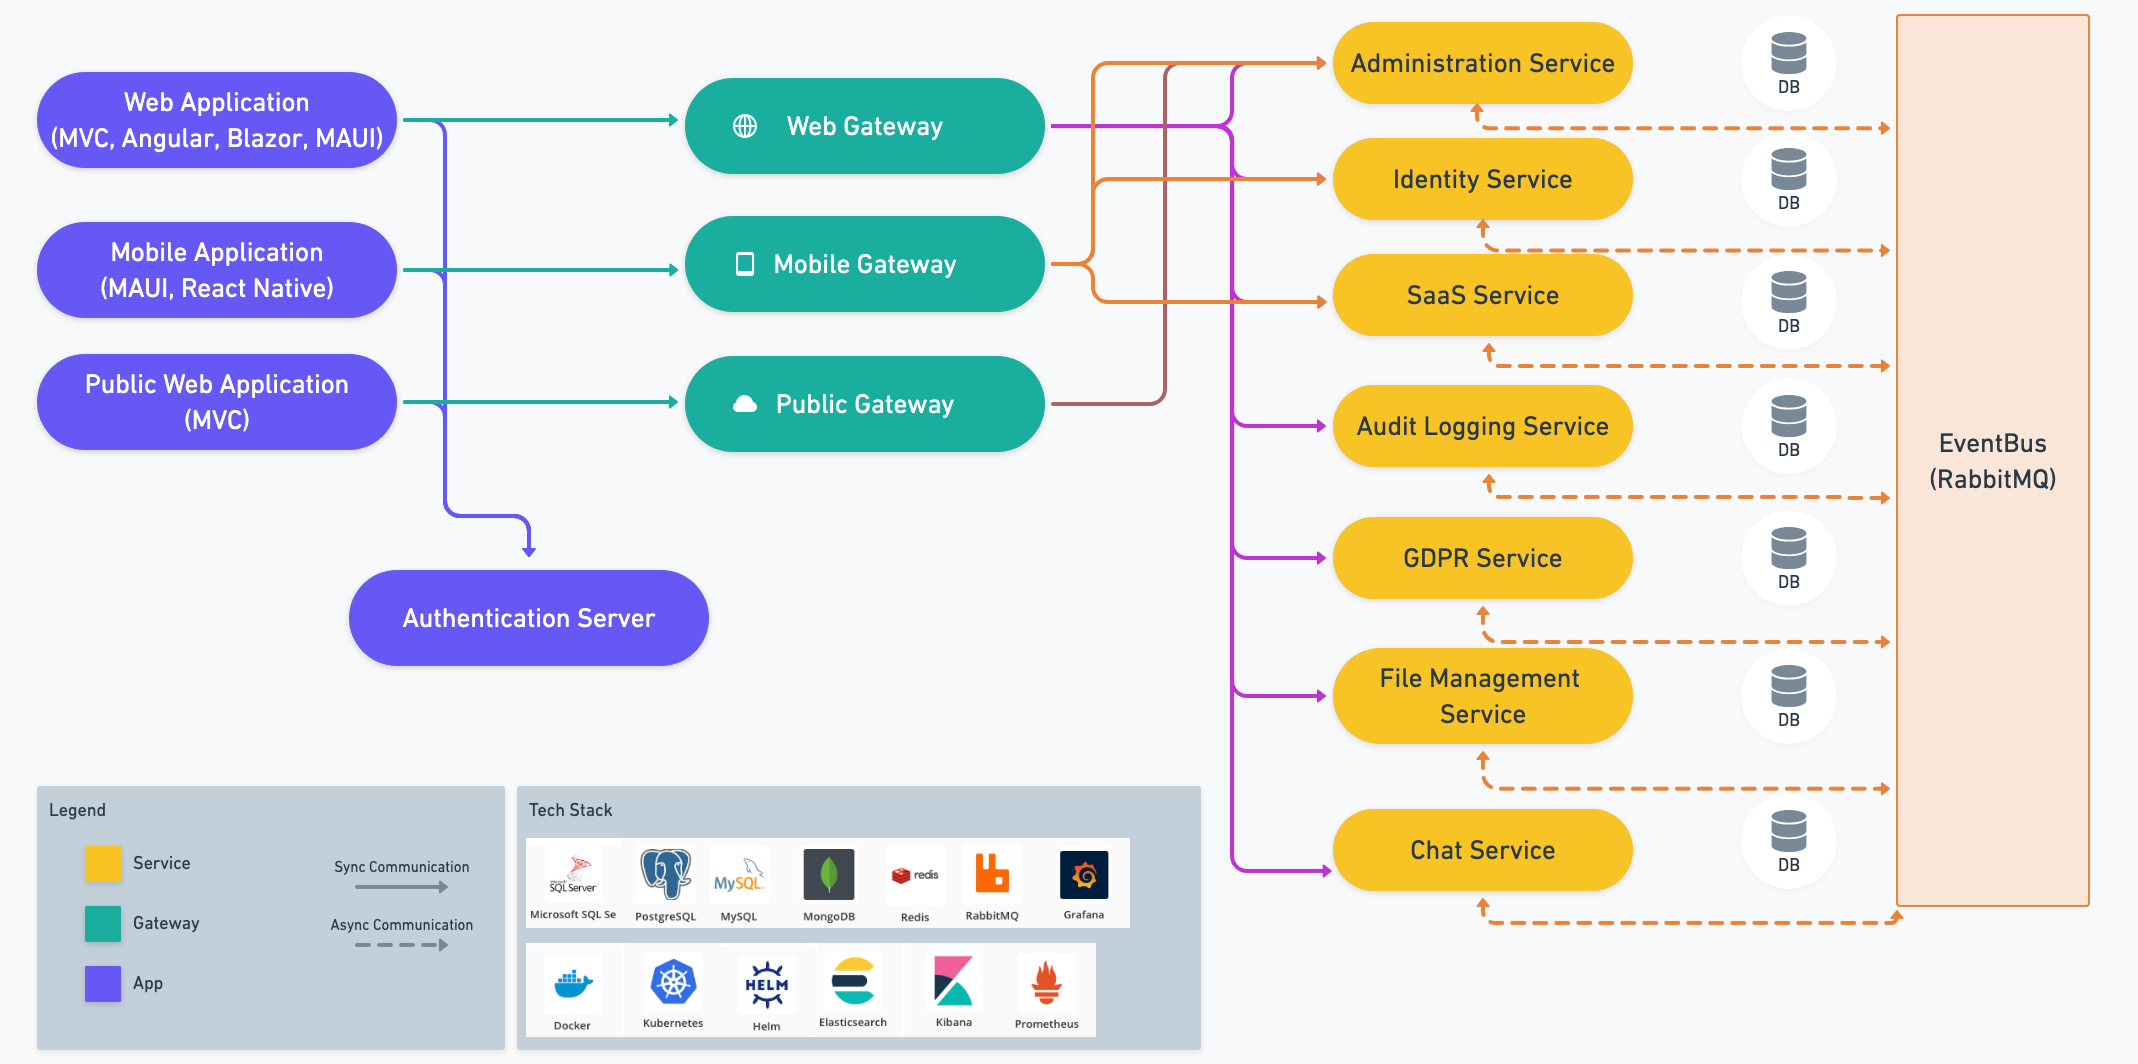 Web Application
(MVC, Angular, Blazor, MAUI)
Mobile Application
(MAUI, React Native)
Public Web Application
(MVC)
Authentication Server
Web Gateway
Mobile Gateway
Public Gateway
Administration Service
DB
Identity Service
DB
SaaS Service
DB
Audit Logging Service
DB
GDPR Service
DB
File Management
Service
DB
Chat Service
DB
EventBus
(RabbitMQ)
Legend
Service
Gateway
App
Sync Communication
Async Communication
Tech Stack
Microsoft
SQL Server
Microsoft SQL Se
PostgreSQL
MySQL
MySQL
MongoDB
redis
Redis
RabbitMQ
Grafana
Docker
Kubernetes
HELM
Helm
Elasticsearch
Kibana
Prometheus